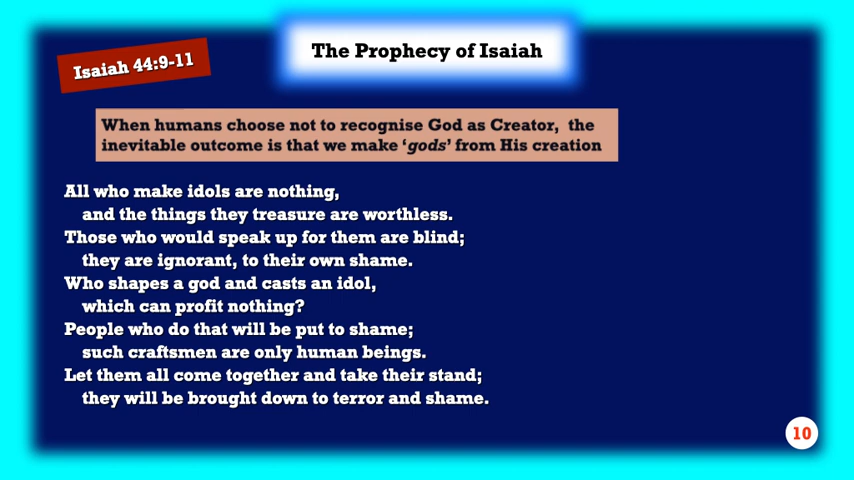 The Prophecy of Isaiah
Isaiah 44:9-11
When humans choose not to recognise God as Creator, the
inevitable outcome is that we make ‘gods’ from His creation
All who make idols are nothing,
and the things they treasure are worthless.
Those who would speak up for them are blind;
they are ignorant, to their own shame.
Who shapes a god and casts an idol,
which can profit nothing?
People who do that will be put to shame;
such craftsmen are only human beings.
Let them all come together and take their stand;
they will be brought down to terror and shame.
10